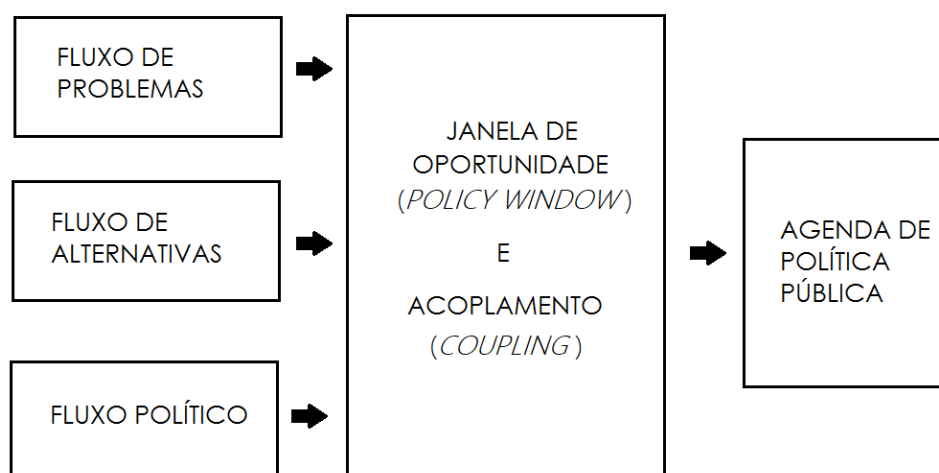 FLUXO DE
PROBLEMAS
FLUXO DE
ALTERNATIVAS
FLUXO POLÍTICO
JANELA DE
OPORTUNIDADE
(POLICY WINDOW)
E
ACOPLAMENTO
(COUPLING)
AGENDA DE
POLÍTICA
PÚBLICA